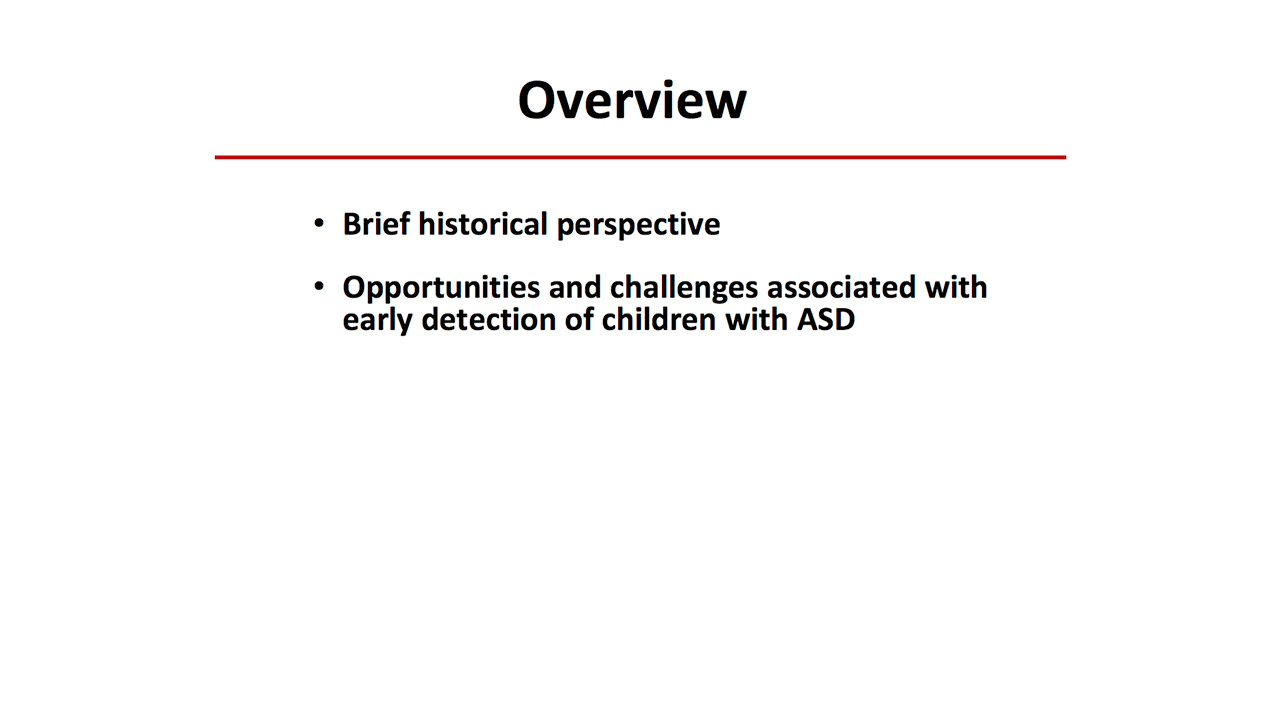 Overview
• Brief historical perspective
• Opportunities and challenges associated with
early detection of children with ASD